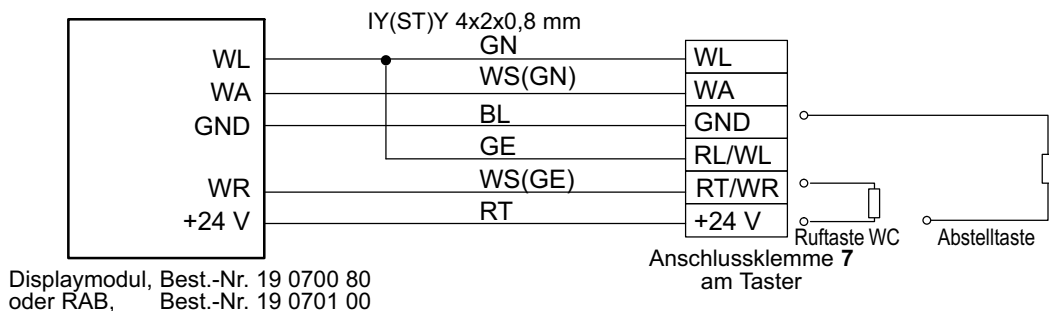 IY(ST)Y 4x2x0,8 mm
WL GN WL
WA WS(GN) WA
GND BL GND
GE RL/WL
WR WS(GE) RT/WR
+24 V RT +24 V
Ruftaste WC Abstelltaste
Anschlussklemme 7
am Taster
Displaymodul, Best.-Nr. 19 0700 80
oder RAB, Best.-Nr. 19 0701 00